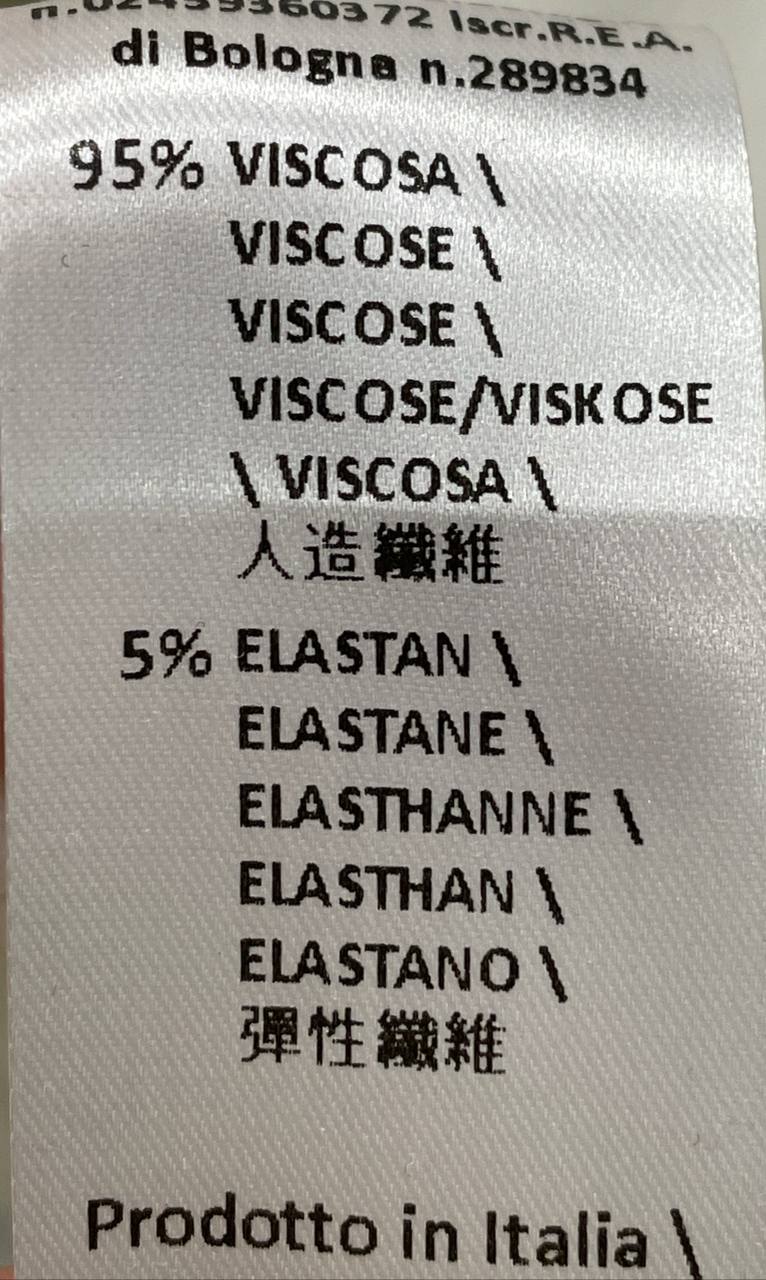 Iscr.R.E.A.
di Bologna n.289834
95% VISCOSA \
VISCOSE \
VISCOSE \
VISCOSE/VISKOSE
\ VISCOSA \
人造纖維
5% ELASTAN \
ELASTANE \
ELASTHANNE \
ELASTHAN \
ELASTANO \
彈性纖維
Prodotto in Italia \